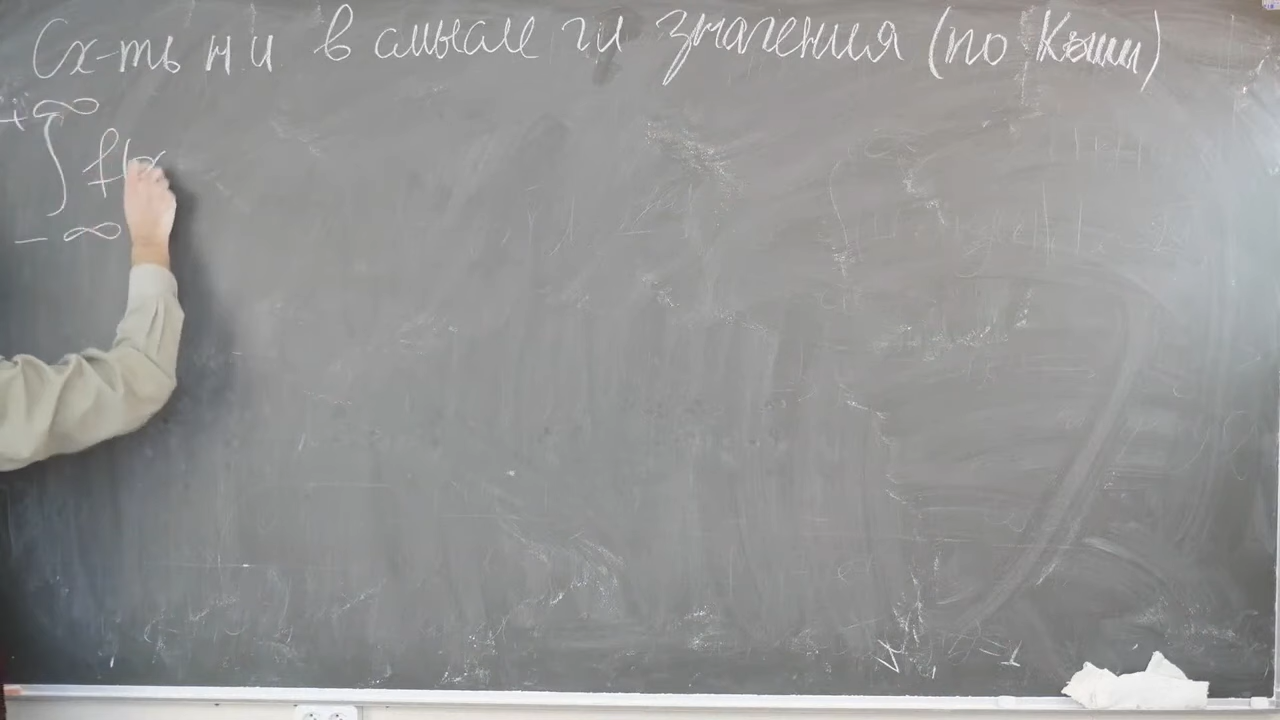 Сх-ть н и в смысле гл значения (по Коши)
+∞
∫ f(x
- ∞